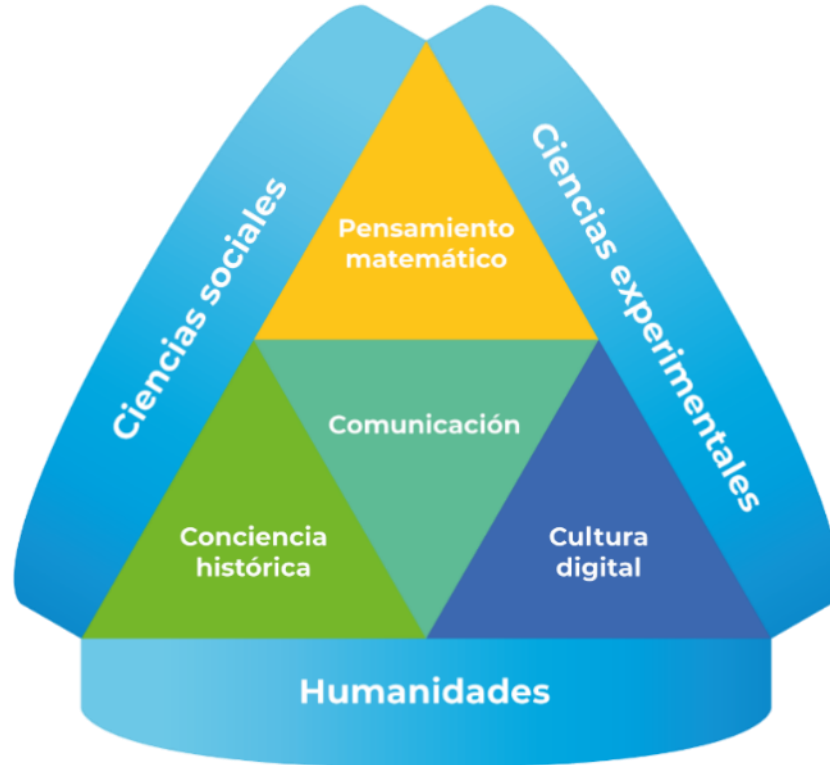 Ciencias sociales
Ciencias experimentales
Pensamiento
matemático
Comunicación
Conciencia
histórica
Cultura
digital
Humanidades